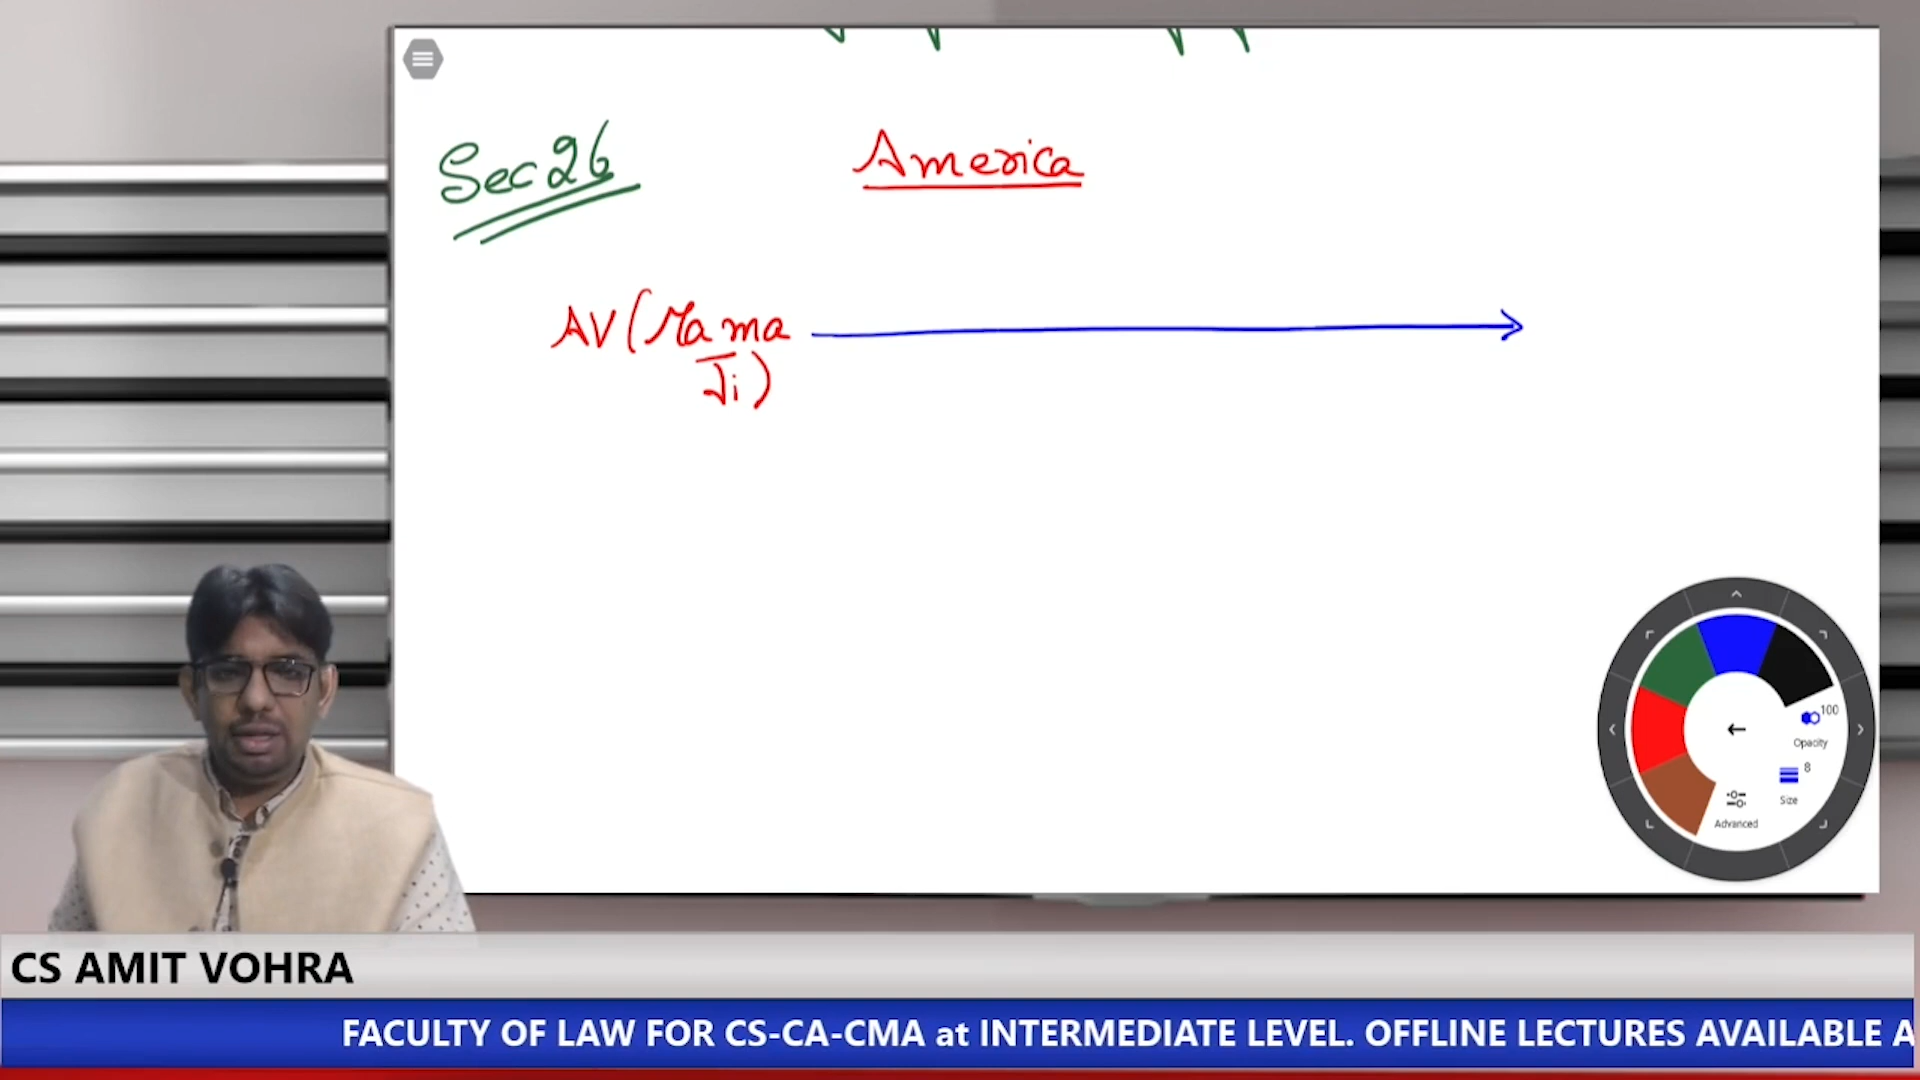 Sec 26
America
AV (Mama
Ji)
100
Opacity
8
Size
Advanced
CS AMIT VOHRA
FACULTY OF LAW FOR CS-CA-CMA at INTERMEDIATE LEVEL. OFFLINE LECTURES AVAILABLE A